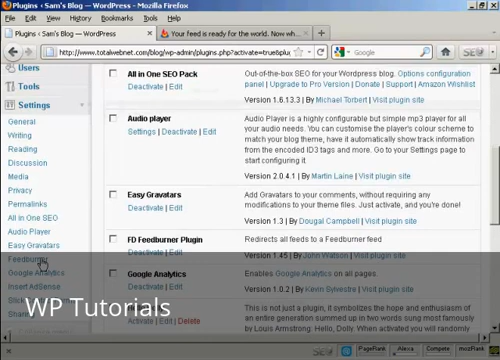 Plugins ‹ Sam's Blog — WordPress - Mozilla Firefox
File Edit View History Bookmarks Tools Help
Plugins ‹ Sam's Blog — WordPress
Your feed is ready for the world. Now wh...
http://www.totalwebnet.com/blog/wp-admin/plugins.php?activate=true&plu
Google
Users
Tools
Settings
General
Writing
Reading
Discussion
Media
Privacy
Permalinks
All in One SEO
Audio Player
Easy Gravatars
Feedburner
Google Analytics
Insert AdSense
All in One SEO Pack
Deactivate | Edit
Out-of-the-box SEO for your Wordpress blog. Options configuration
panel | Upgrade to Pro Version | Donate | Support | Amazon Wishlist
Version 1.6.13.3 | By Michael Torbert | Visit plugin site
Audio player
Settings | Deactivate | Edit
Audio Player is a highly configurable but simple mp3 player for all
your audio needs. You can customise the player's colour scheme to
match your blog theme, have it automatically show track information
from the encoded ID3 tags and more. Go to your Settings page to
start configuring it
Version 2.0.4.1 | By Martin Laine | Visit plugin site
Easy Gravatars
Deactivate | Edit
Add Gravatars to your comments, without requiring any
modifications to your theme files. Just activate, and you're done!
Version 1.3 | By Dougal Campbell | Visit plugin site
FD Feedburner Plugin
Deactivate | Edit
Redirects all feeds to a Feedburner feed
Version 1.45 | By John Watson | Visit plugin site
Google Analytics
Deactivate | Edit
Enables Google Analytics on all pages.
Version 1.0.2 | By Kevin Sylvestre | Visit plugin site
Activate | Edit | Delete
This is not just a plugin, it symbolizes the hope and enthusiasm of
an entire generation summed up in two words sung most famously
by Louis Armstrong: Hello, Dolly. When activated you will randomly
WP Tutorials
PageRank Alexa Compete mozRank